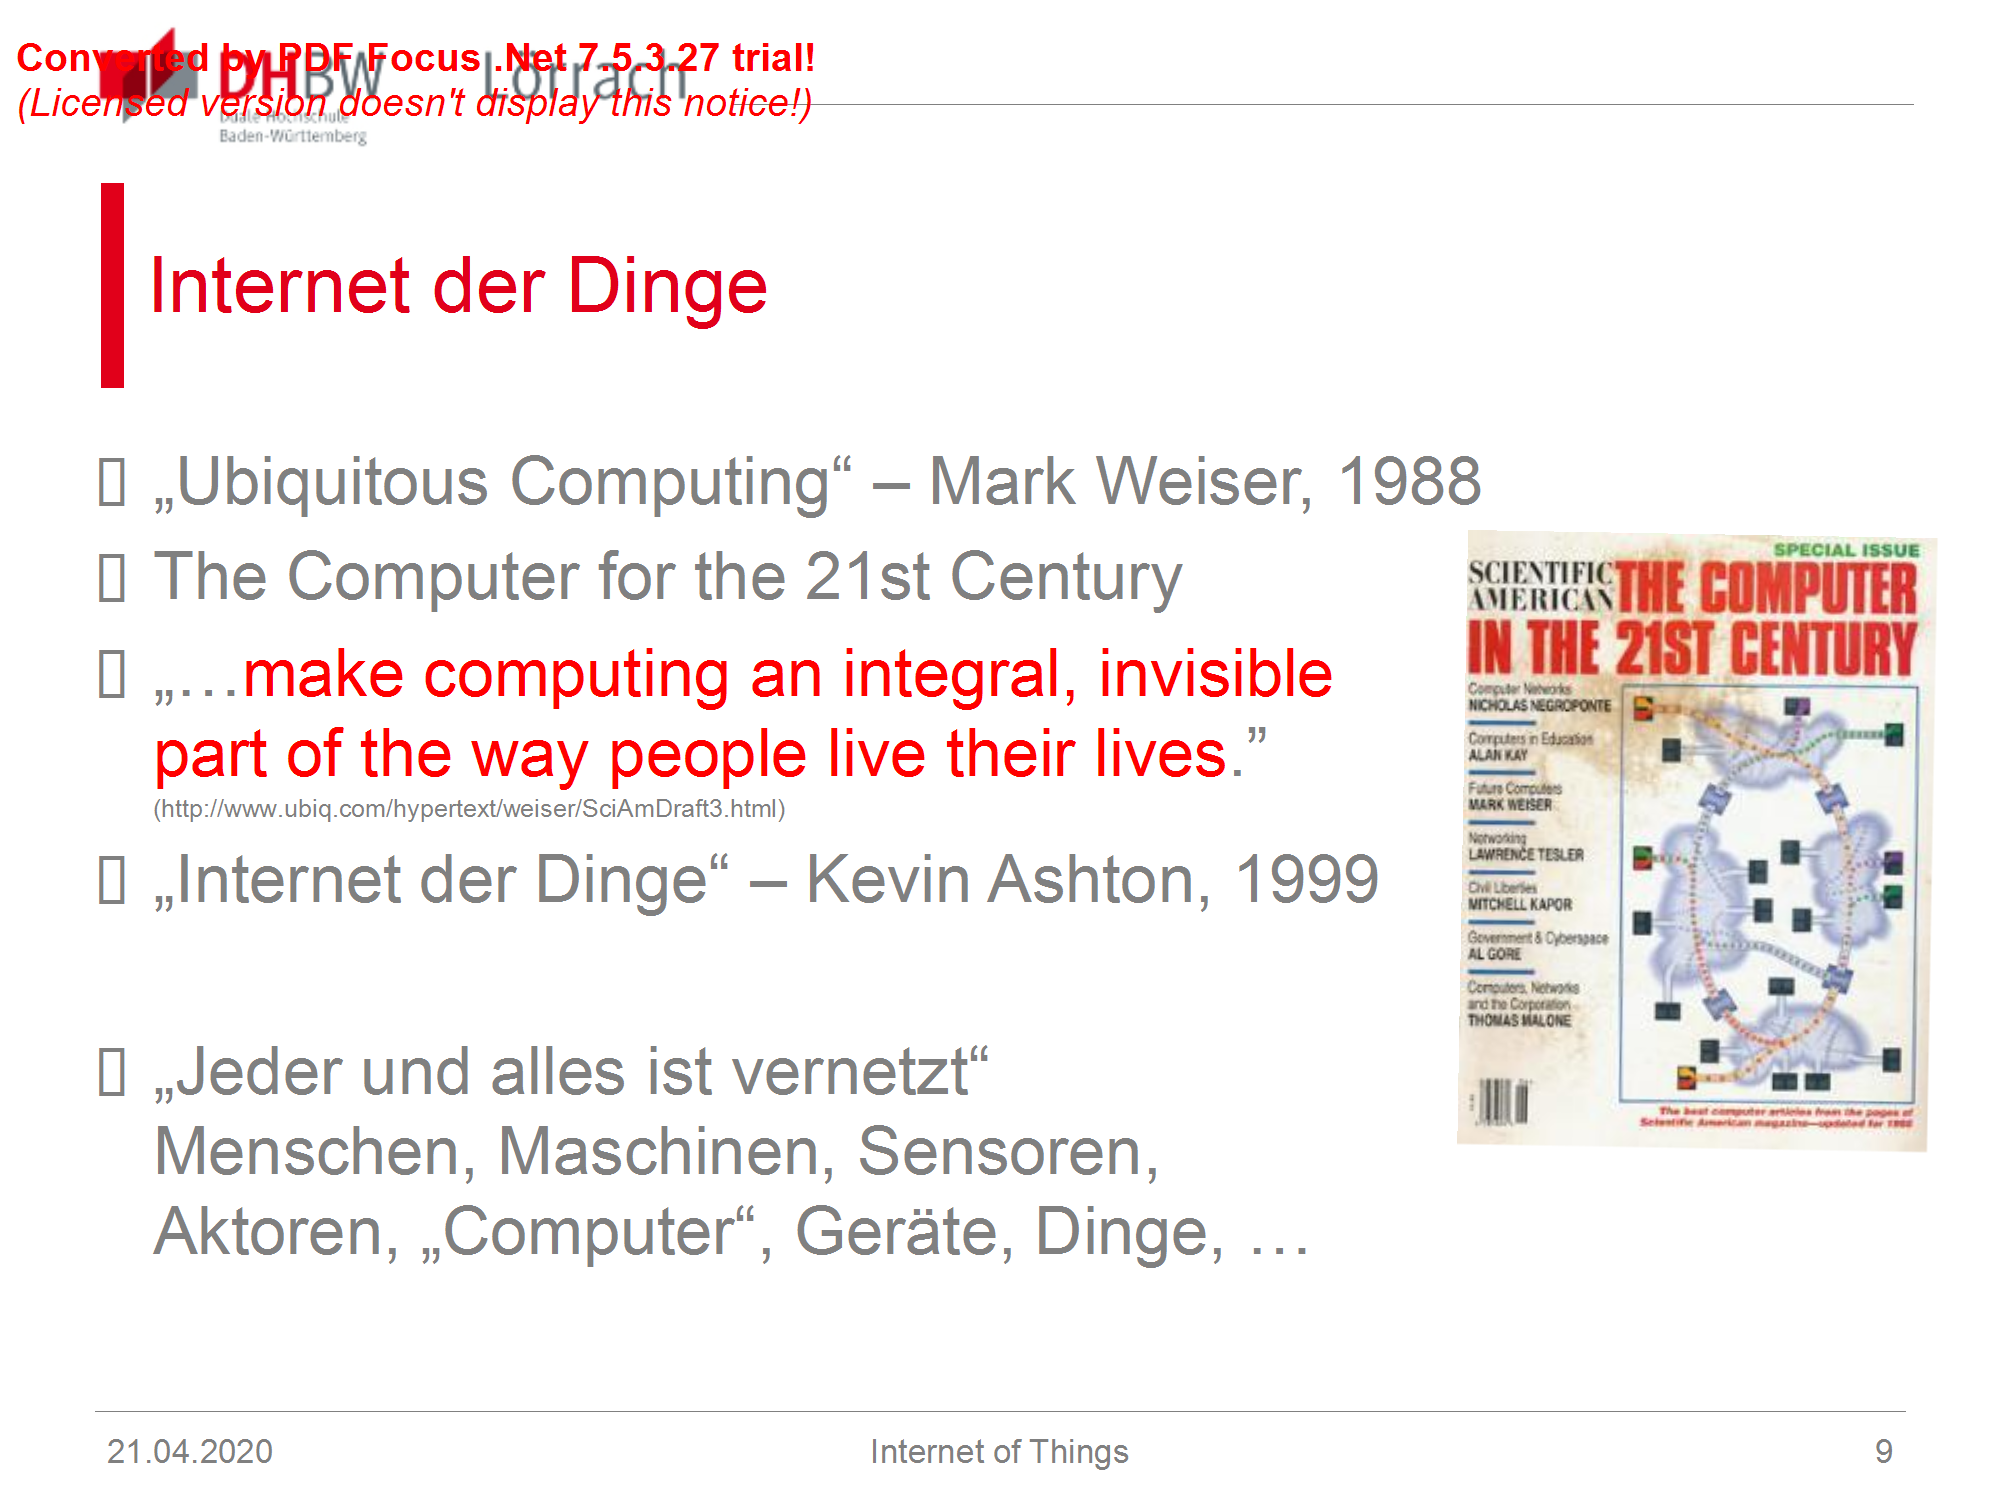 Converted by PDF Focus .Net 7.5.3.27 trial!
(Licensed version doesn't display this notice!)
DHBW Lörrach
Duale Hochschule
Baden-Württemberg
Internet der Dinge
„Ubiquitous Computing“ – Mark Weiser, 1988
The Computer for the 21st Century
„…make computing an integral, invisible
part of the way people live their lives.”
(http://www.ubiq.com/hypertext/weiser/SciAmDraft3.html)
„Internet der Dinge“ – Kevin Ashton, 1999
„Jeder und alles ist vernetzt“
Menschen, Maschinen, Sensoren,
Aktoren, „Computer“, Geräte, Dinge, …
SPECIAL ISSUE
SCIENTIFIC
AMERICAN
THE COMPUTER
IN THE 21ST CENTURY
Computer Networks
NICHOLAS NEGROPONTE
Computers in Education
ALAN KAY
Future Computers
MARK WEISER
Networking
LAWRENCE TESLER
Civil Liberties
MITCHELL KAPOR
Government & Cyberspace
AL GORE
Computers, Networks
and the Corporation
THOMAS MALONE
The best computer articles from the pages of
Scientific American magazine—updated for 1995
21.04.2020
Internet of Things
9